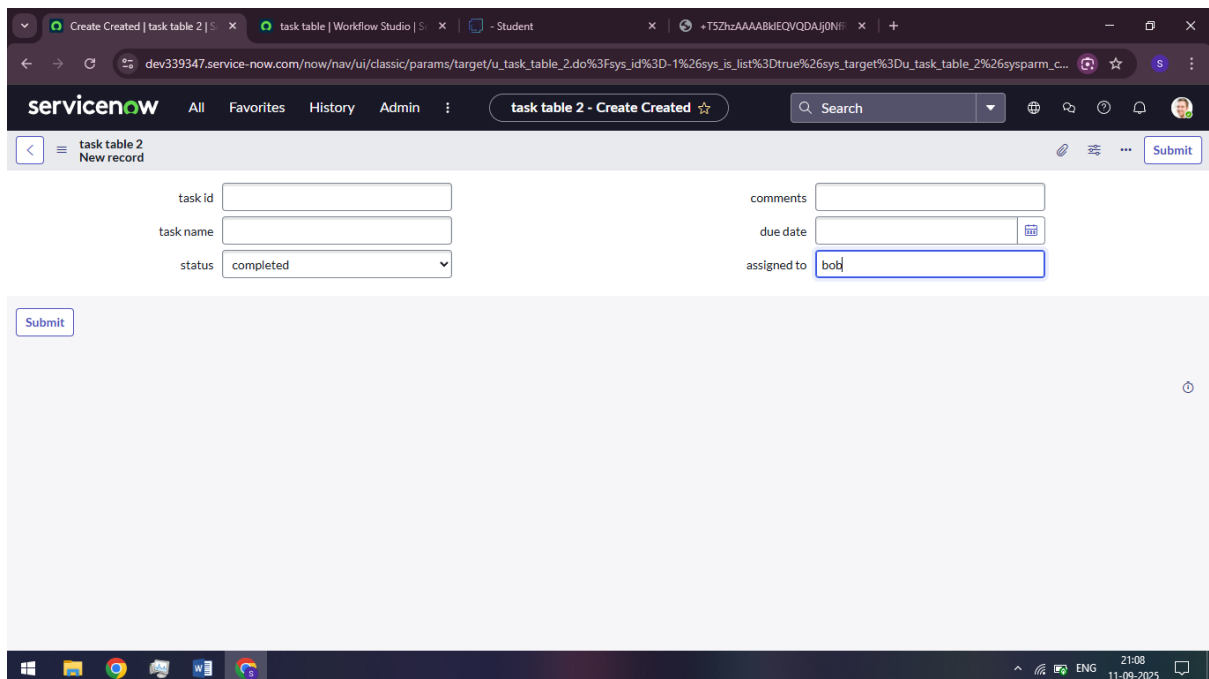 Create Created | task table 2 | S
task table | Workflow Studio | S
- Student
+T5ZhzAAAABklEQVQDAJj0NfF
dev339347.service-now.com/now/nav/ui/classic/params/target/u_task_table_2.do%3Fsys_id%3D-1%26sys_is_list%3Dtrue%26sys_target%3Du_task_table_2%26sysparm_c...
S
servicenow
All
Favorites
History
Admin
task table 2 - Create Created
Search
task table 2
New record
Submit
task id
comments
task name
due date
status
completed
assigned to
bob
Submit
ENG
21:08
11-09-2025